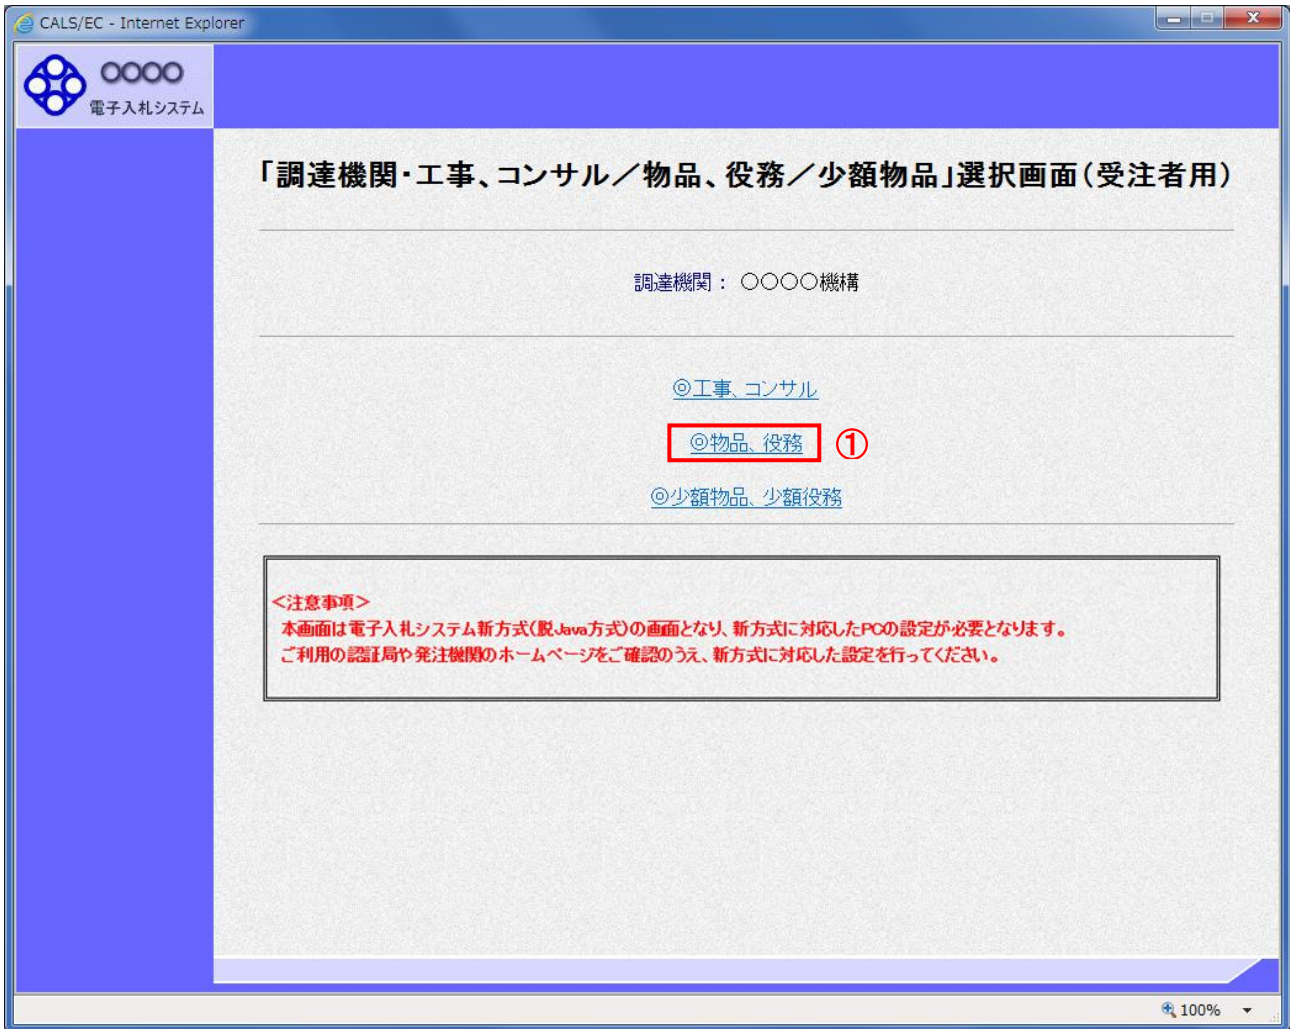 CALS/EC - Internet Explorer
〇〇〇〇
電子入札システム
「調達機関・工事、コンサル／物品、役務／少額物品」選択画面（受注者用）
調達機関： 〇〇〇〇機構
◎工事、コンサル
◎物品、役務 ①
◎少額物品、少額役務
＜注意事項＞
本画面は電子入札システム新方式(脱Java方式)の画面となり、新方式に対応したPCの設定が必要となります。
ご利用の認証局や発注機関のホームページをご確認のうえ、新方式に対応した設定を行ってください。
100%